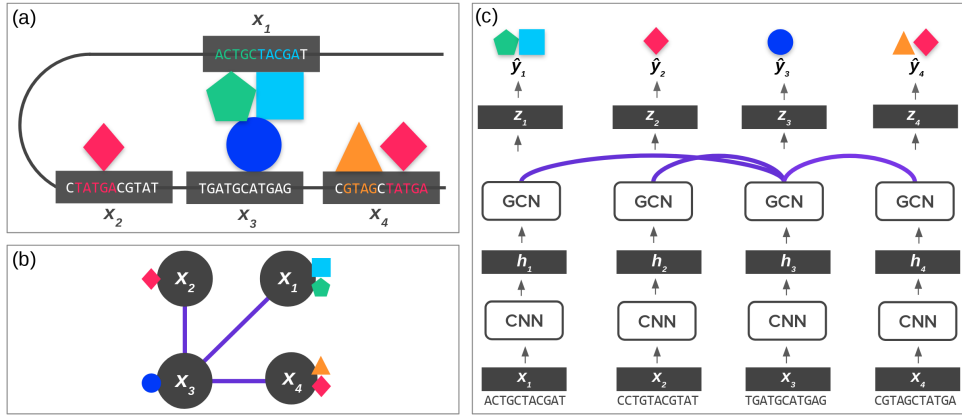 (a)
x1
ACTGCTACGAT
CTATGACGTAT
TGATGCATGAG
CGTAGCTATGA
x2
x3
x4
(b)
X2
X1
X3
X4
(c)
ŷ1
ŷ2
ŷ3
ŷ4
z1
z2
z3
z4
GCN
GCN
GCN
GCN
h1
h2
h3
h4
CNN
CNN
CNN
CNN
x1
x2
x3
x4
ACTGCTACGAT
CCTGTACGTAT
TGATGCATGAG
CGTAGCTATGA